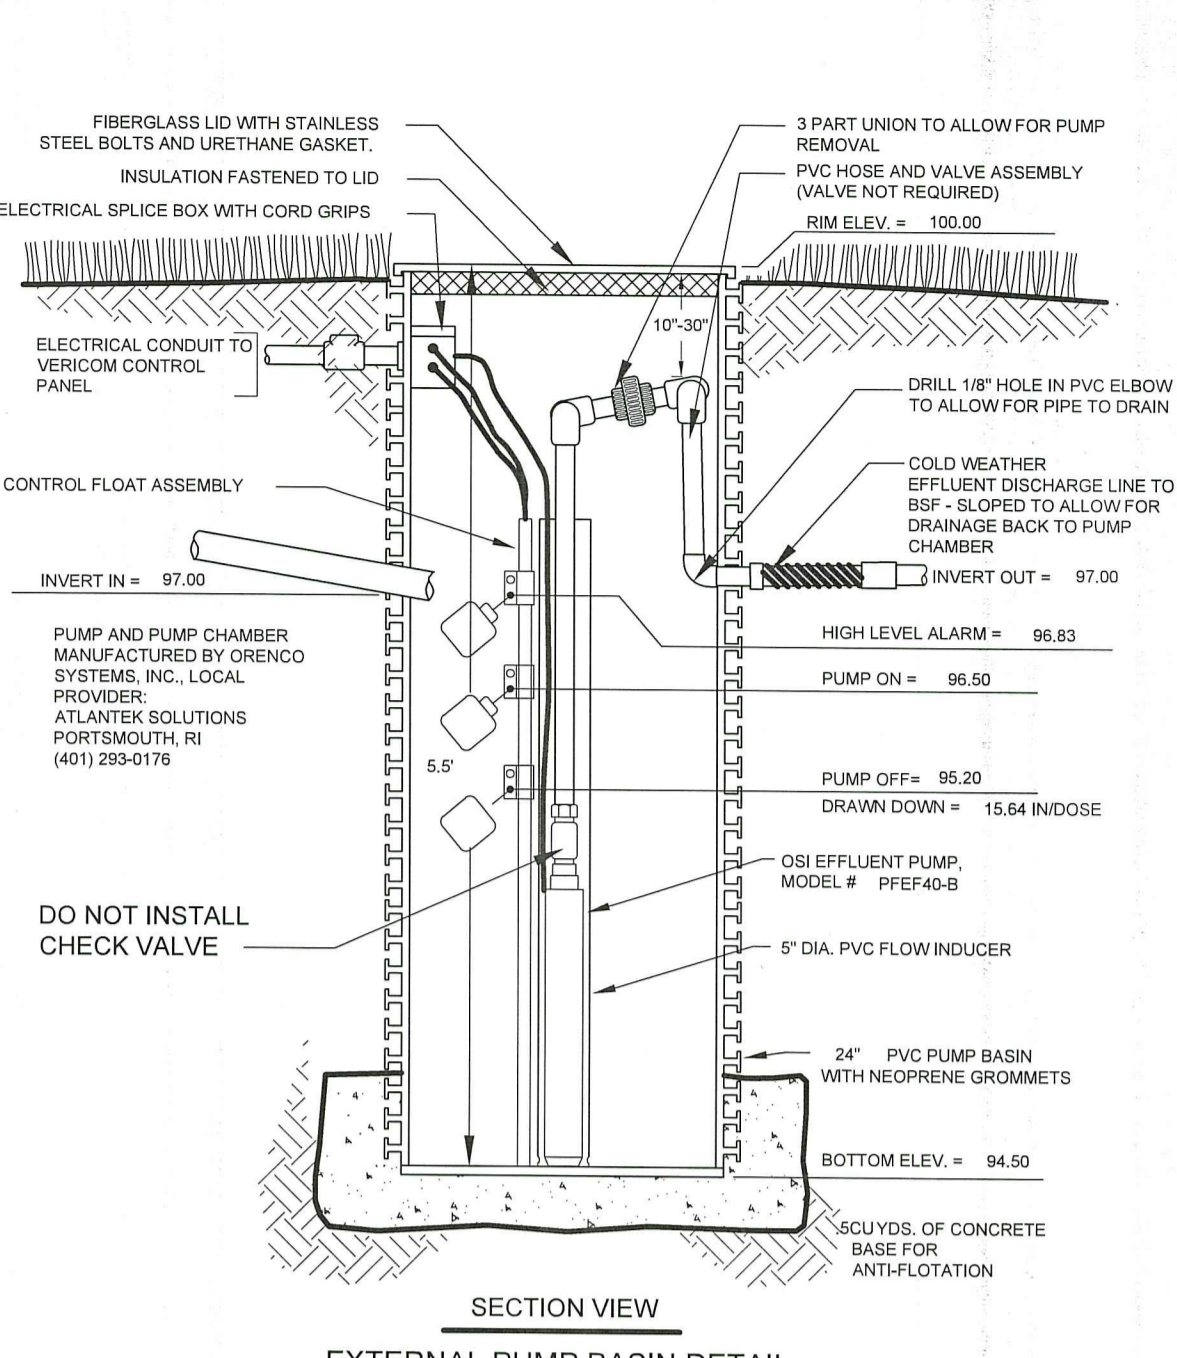 FIBERGLASS LID WITH STAINLESS
STEEL BOLTS AND URETHANE GASKET.
INSULATION FASTENED TO LID
ELECTRICAL SPLICE BOX WITH CORD GRIPS
3 PART UNION TO ALLOW FOR PUMP
REMOVAL
PVC HOSE AND VALVE ASSEMBLY
(VALVE NOT REQUIRED)
RIM ELEV. = 100.00
10"-30"
ELECTRICAL CONDUIT TO
VERICOM CONTROL
PANEL
DRILL 1/8" HOLE IN PVC ELBOW
TO ALLOW FOR PIPE TO DRAIN
CONTROL FLOAT ASSEMBLY
COLD WEATHER
EFFLUENT DISCHARGE LINE TO
BSF - SLOPED TO ALLOW FOR
DRAINAGE BACK TO PUMP
CHAMBER
INVERT IN = 97.00
INVERT OUT = 97.00
PUMP AND PUMP CHAMBER
MANUFACTURED BY ORENCO
SYSTEMS, INC., LOCAL
PROVIDER:
ATLANTEK SOLUTIONS
PORTSMOUTH, RI
(401) 293-0176
HIGH LEVEL ALARM = 96.83
PUMP ON = 96.50
5.5'
PUMP OFF= 95.20
DRAWN DOWN = 15.64 IN/DOSE
OSI EFFLUENT PUMP,
MODEL # PFEF40-B
DO NOT INSTALL
CHECK VALVE
5" DIA. PVC FLOW INDUCER
24" PVC PUMP BASIN
WITH NEOPRENE GROMMETS
BOTTOM ELEV. = 94.50
.5CU YDS. OF CONCRETE
BASE FOR
ANTI-FLOTATION
SECTION VIEW
EXTERNAL PUMP BASIN DETAIL